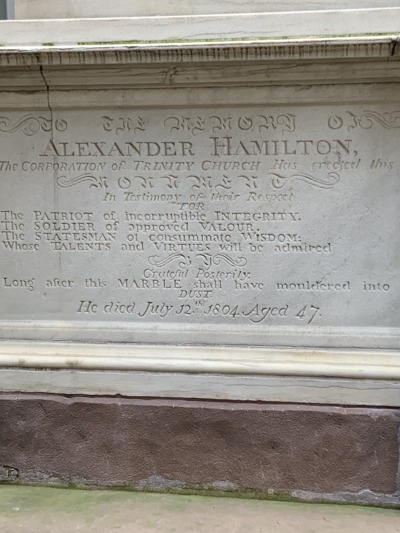 TO THE MEMORY OF
ALEXANDER HAMILTON,
The CORPORATION of TRINITY CHURCH Has erected this
MONUMENT
In Testimony of their Respect
FOR
The PATRIOT of incorruptible INTEGRITY.
The SOLDIER of approved VALOUR.
The STATESMAN of consummate WISDOM:
Whose TALENTS and VIRTUES will be admired
BY
Grateful Posterity.
Long after this MARBLE shall have mouldered into
DUST.
He died July 12th 1804. Aged 47.